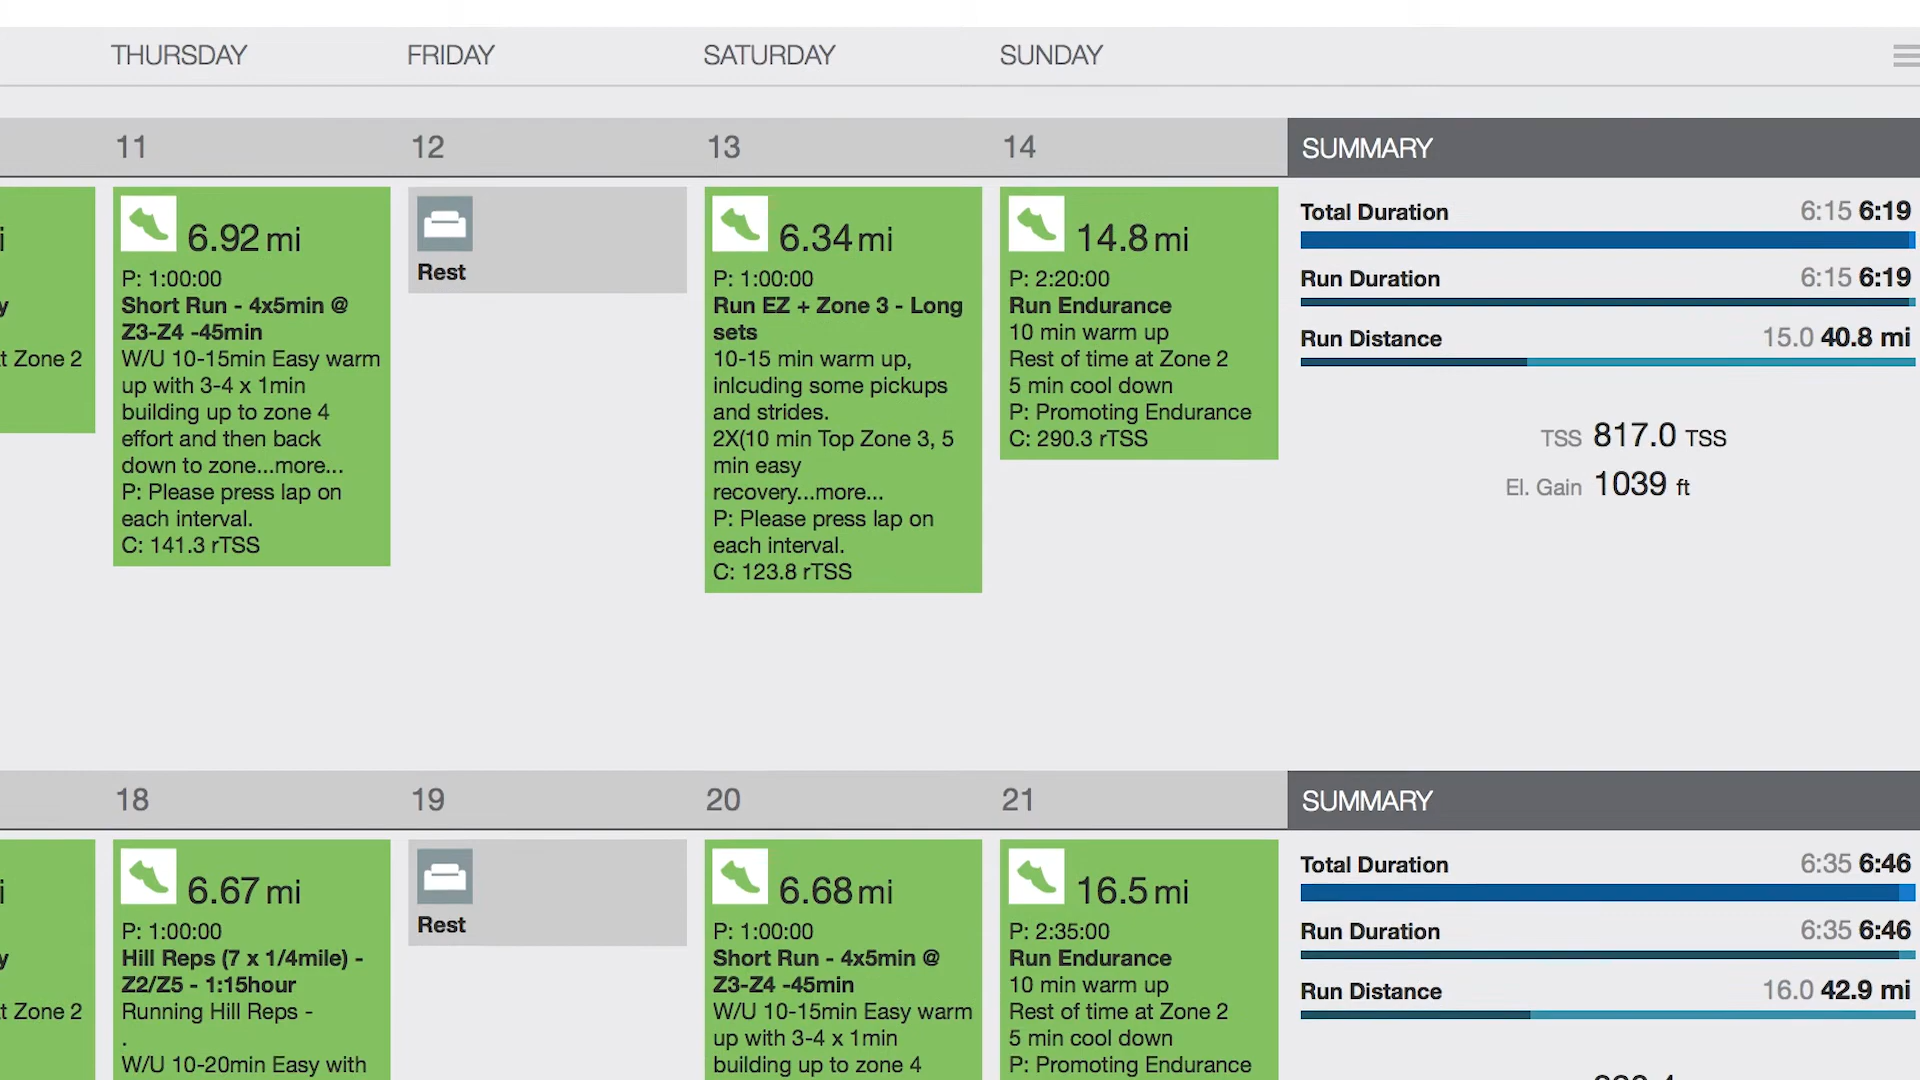 THURSDAY FRIDAY SATURDAY SUNDAY
11 12 13 14 SUMMARY
i
y
t Zone 2
6.92 mi
P: 1:00:00
Short Run - 4x5min @
Z3-Z4 -45min
W/U 10-15min Easy warm
up with 3-4 x 1min
building up to zone 4
effort and then back
down to zone...more...
P: Please press lap on
each interval.
C: 141.3 rTSS
Rest
6.34 mi
P: 1:00:00
Run EZ + Zone 3 - Long
sets
10-15 min warm up,
inlcuding some pickups
and strides.
2X(10 min Top Zone 3, 5
min easy
recovery...more...
P: Please press lap on
each interval.
C: 123.8 rTSS
14.8 mi
P: 2:20:00
Run Endurance
10 min warm up
Rest of time at Zone 2
5 min cool down
P: Promoting Endurance
C: 290.3 rTSS
Total Duration 6:15 6:19
Run Duration 6:15 6:19
Run Distance 15.0 40.8 mi
TSS 817.0 TSS
El. Gain 1039 ft
18 19 20 21 SUMMARY
i
y
t Zone 2
6.67 mi
P: 1:00:00
Hill Reps (7 x 1/4mile) -
Z2/Z5 - 1:15hour
Running Hill Reps -
.
W/U 10-20min Easy with
Rest
6.68 mi
P: 1:00:00
Short Run - 4x5min @
Z3-Z4 -45min
W/U 10-15min Easy warm
up with 3-4 x 1min
building up to zone 4
16.5 mi
P: 2:35:00
Run Endurance
10 min warm up
Rest of time at Zone 2
5 min cool down
P: Promoting Endurance
Total Duration 6:35 6:46
Run Duration 6:35 6:46
Run Distance 16.0 42.9 mi